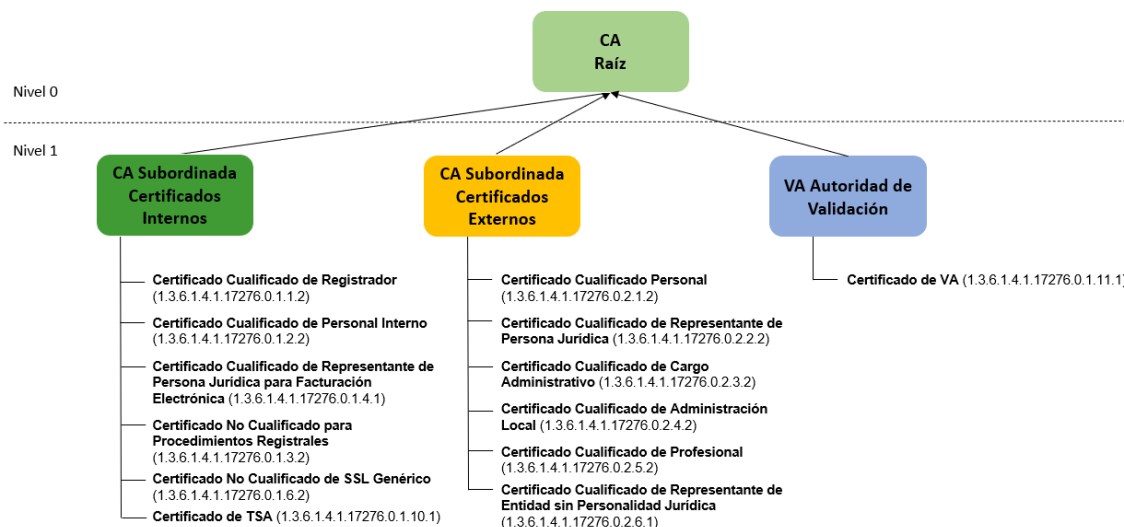 CA
Raíz
Nivel 0
Nivel 1
CA Subordinada
Certificados
Internos
CA Subordinada
Certificados
Externos
VA Autoridad de
Validación
Certificado Cualificado de Registrador
(1.3.6.1.4.1.17276.0.1.1.2)
Certificado Cualificado de Personal Interno
(1.3.6.1.4.1.17276.0.1.2.2)
Certificado Cualificado de Representante de
Persona Jurídica para Facturación
Electrónica (1.3.6.1.4.1.17276.0.1.4.1)
Certificado No Cualificado para
Procedimientos Registrales
(1.3.6.1.4.1.17276.0.1.3.2)
Certificado No Cualificado de SSL Genérico
(1.3.6.1.4.1.17276.0.1.6.2)
Certificado de TSA (1.3.6.1.4.1.17276.0.1.10.1)
Certificado Cualificado Personal
(1.3.6.1.4.1.17276.0.2.1.2)
Certificado Cualificado de Representante de
Persona Jurídica (1.3.6.1.4.1.17276.0.2.2.2)
Certificado Cualificado de Cargo
Administrativo (1.3.6.1.4.1.17276.0.2.3.2)
Certificado Cualificado de Administración
Local (1.3.6.1.4.1.17276.0.2.4.2)
Certificado Cualificado de Profesional
(1.3.6.1.4.1.17276.0.2.5.2)
Certificado Cualificado de Representante de
Entidad sin Personalidad Jurídica
(1.3.6.1.4.1.17276.0.2.6.1)
Certificado de VA (1.3.6.1.4.1.17276.0.1.11.1)